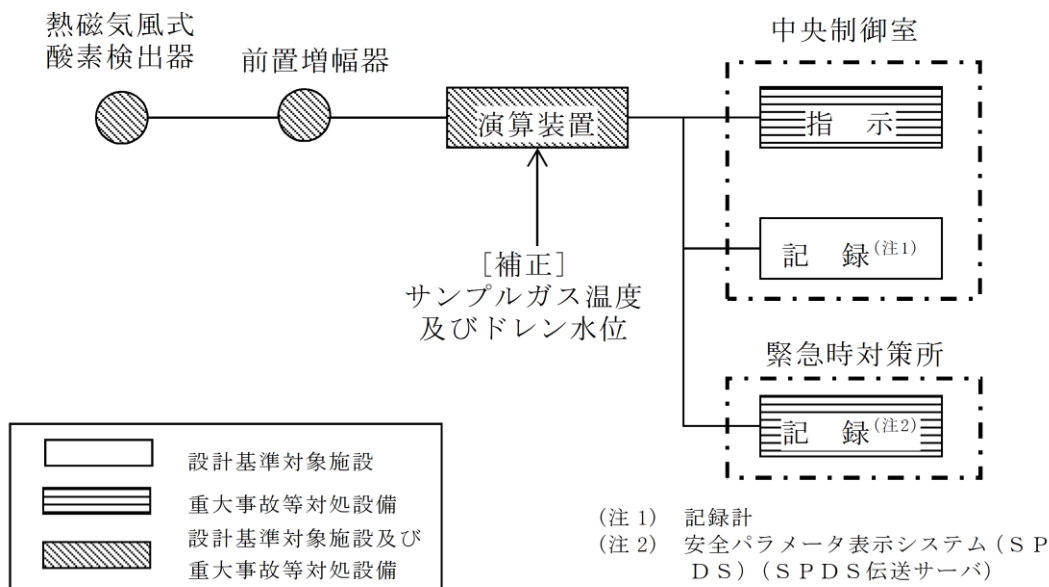 熱磁気風式
酸素検出器
前置増幅器
演算装置
[補正]
サンプルガス温度
及びドレン水位
中央制御室
指 示
記 録(注1)
緊急時対策所
記 録(注2)
設計基準対象施設
重大事故等対処設備
設計基準対象施設及び
重大事故等対処設備
(注 1) 記録計
(注 2) 安全パラメータ表示システム(SP
DS)(SPDS伝送サーバ)